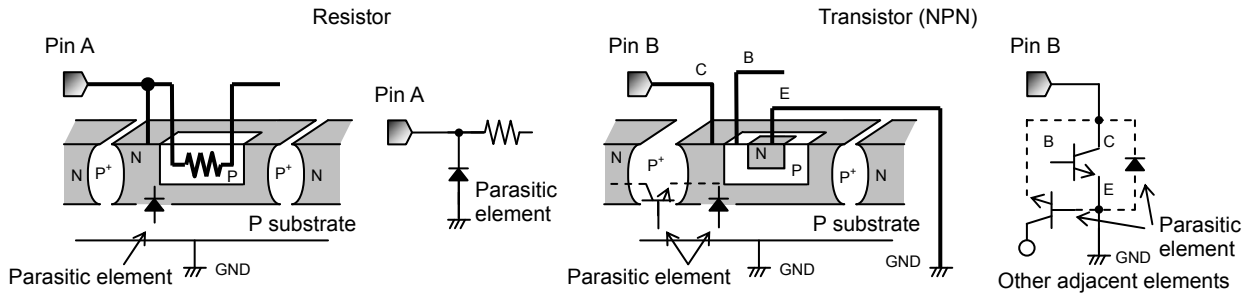 Resistor
Transistor (NPN)
Pin A
Pin A
N
N
P+
P
P+
N
Parasitic
element
P substrate
GND
Parasitic element
Pin B
C
B
E
N
P+
N
P
P+
N
P substrate
GND
GND
Parasitic element
Pin B
B
C
E
Parasitic
element
GND
Other adjacent elements